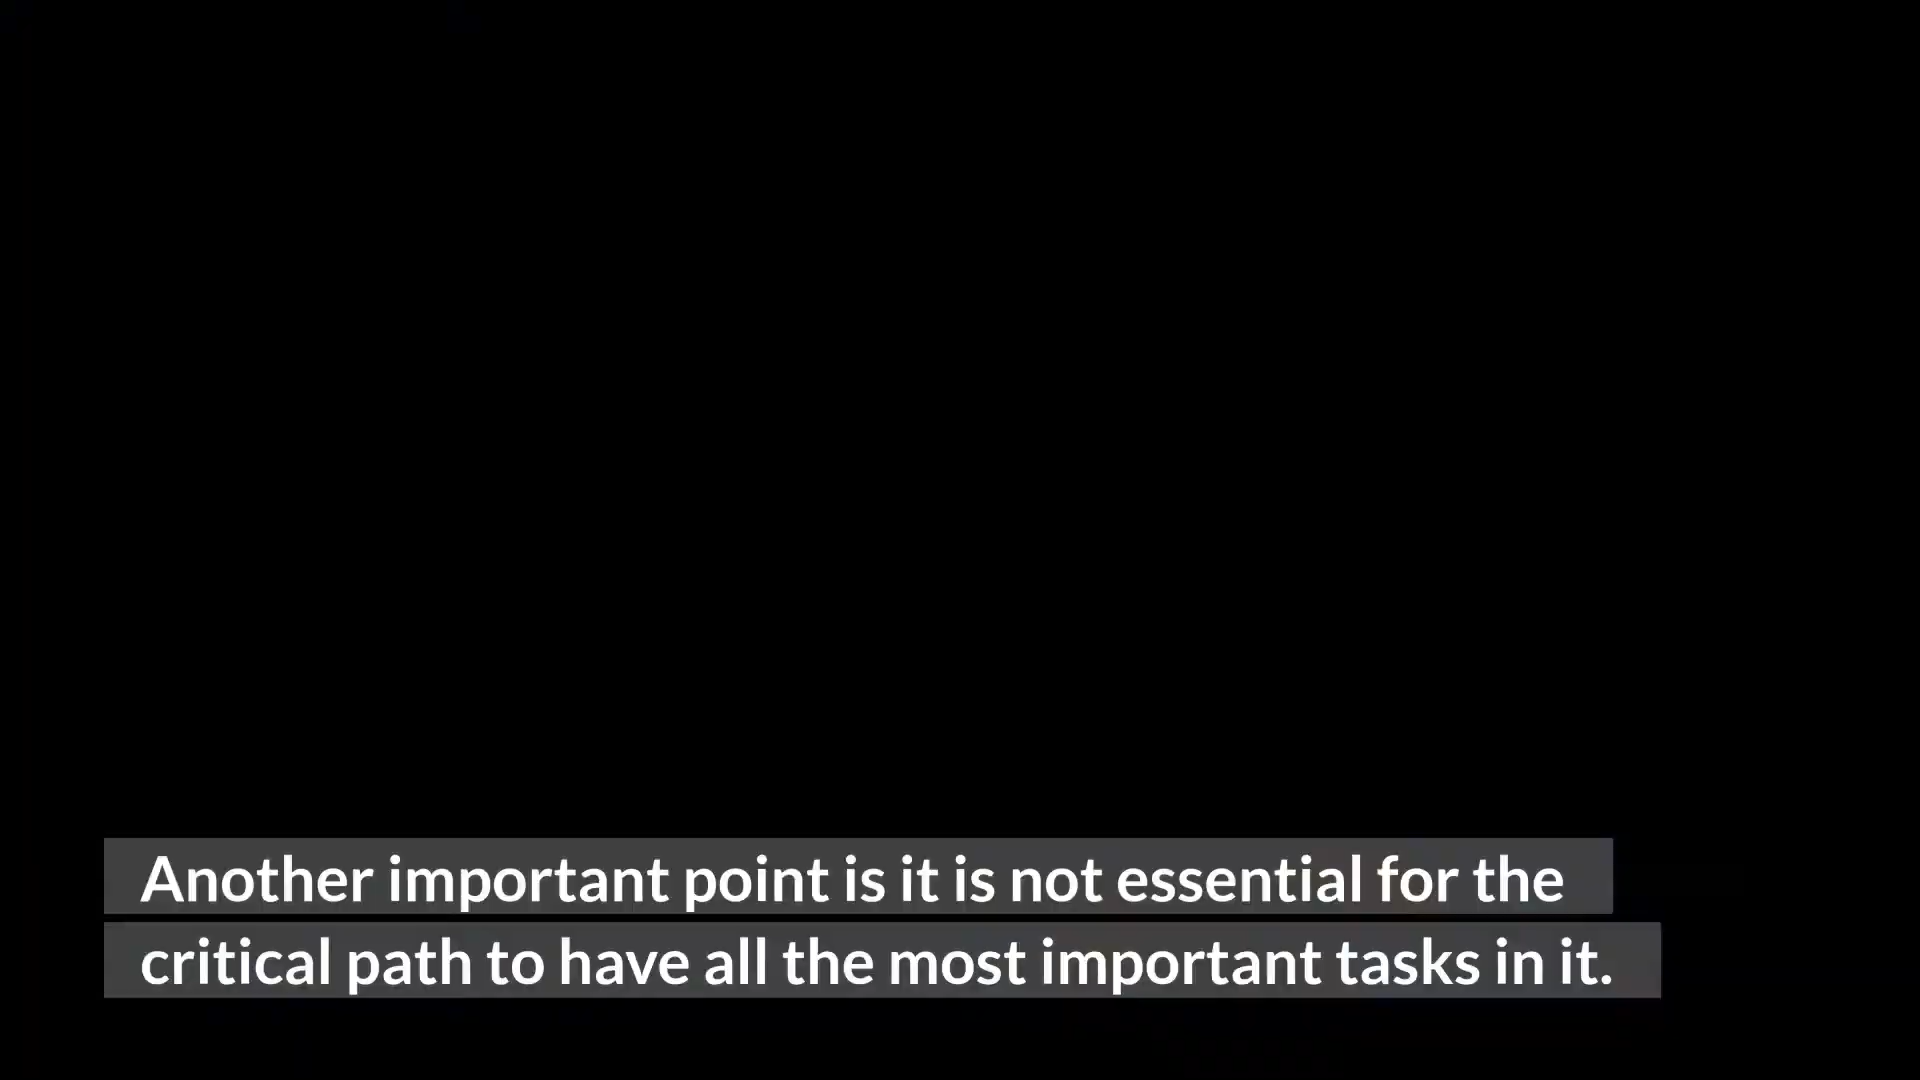 Another important point is it is not essential for the
critical path to have all the most important tasks in it.